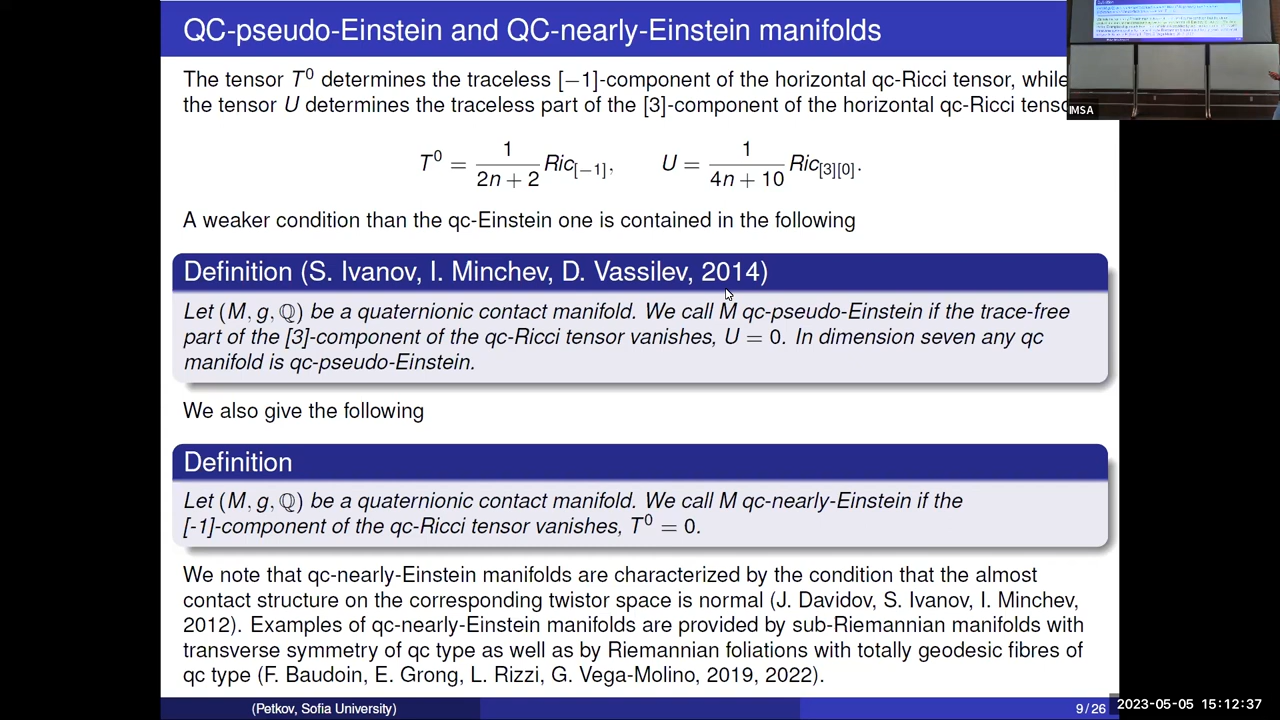 QC-pseudo-Einstein QC-nearly-Einstein manifolds
The tensor T⁰ determines the traceless [−1]-component of the horizontal qc-Ricci tensor, while
the tensor U determines the traceless part of the [3]-component of the horizontal qc-Ricci
T⁰ = 1/(2n + 2) Ric[−1],  U = 1/(4n + 10) Ric[3][0].
A weaker condition than the qc-Einstein one is contained in the following
Definition (S. Ivanov, I. Minchev, D. Vassilev, 2014)
Let (M, g, ℚ) be a quaternionic contact manifold. We call M qc-pseudo-Einstein if the trace-free
part of the [3]-component of the qc-Ricci tensor vanishes, U = 0. In dimension seven any qc
manifold is qc-pseudo-Einstein.
We also give the following
Definition
Let (M, g, ℚ) be a quaternionic contact manifold. We call M qc-nearly-Einstein if the
[-1]-component of the qc-Ricci tensor vanishes, T⁰ = 0.
We note that qc-nearly-Einstein manifolds are characterized by the condition that the almost
contact structure on the corresponding twistor space is normal (J. Davidov, S. Ivanov, I. Minchev,
2012). Examples of qc-nearly-Einstein manifolds are provided by sub-Riemannian manifolds with
transverse symmetry of qc type as well as by Riemannian foliations with totally geodesic fibres of
qc type (F. Baudoin, E. Grong, L. Rizzi, G. Vega-Molino, 2019, 2022).
(Petkov, Sofia University)
9 / 26
IMSA
2023-05-05 15:12:37